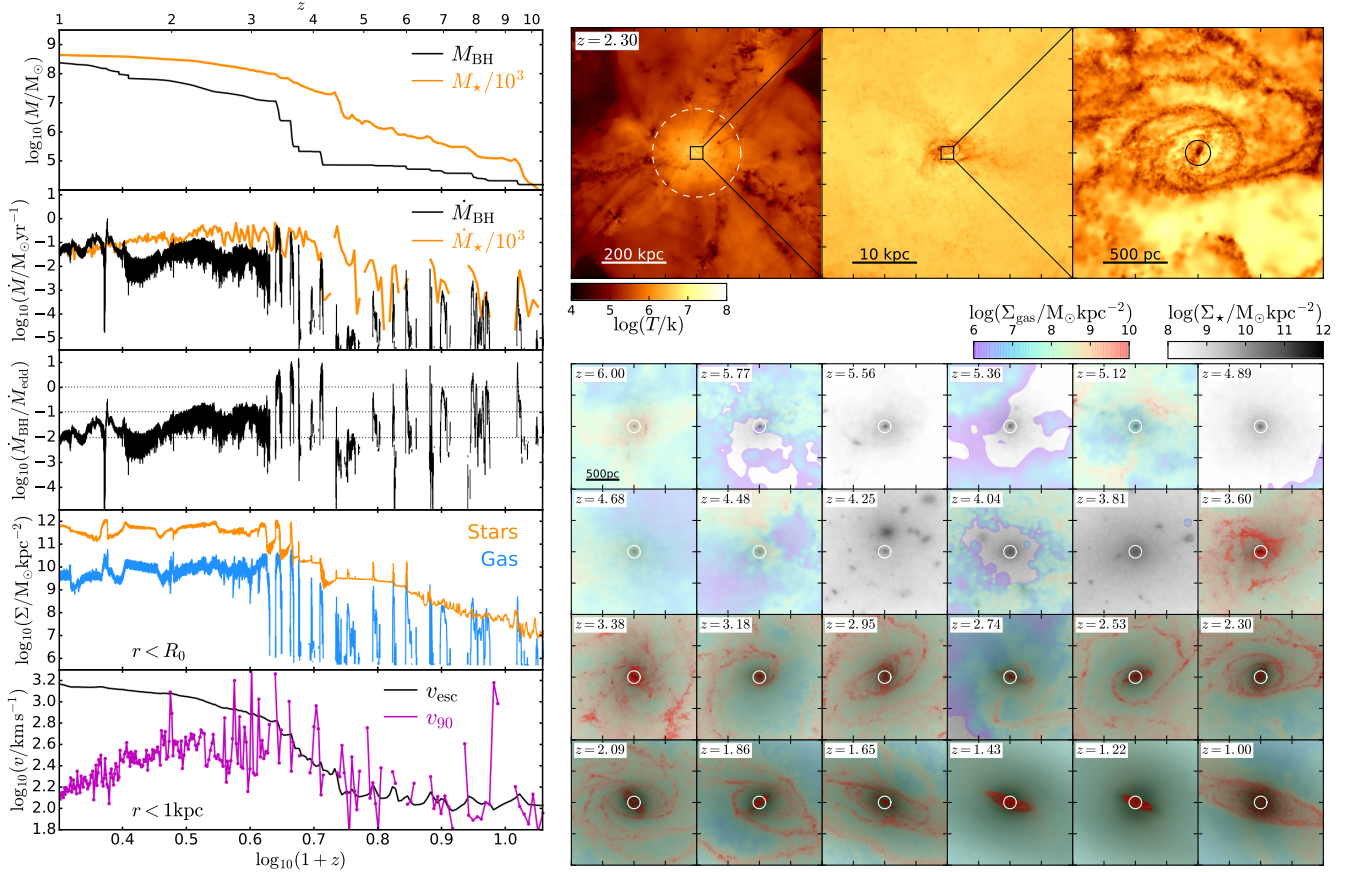 z
1 2 3 4 5 6 7 8 9 10
log₁₀(M/M☉)
9
8
7
6
5
M_BH
M⋆/10³
log₁₀(Ṁ/M☉yr⁻¹)
1
0
−1
−2
−3
−4
−5
Ṁ_BH
Ṁ⋆/10³
log₁₀(Ṁ_BH/Ṁ_edd)
1
0
−1
−2
−3
−4
log₁₀(Σ/M☉kpc⁻²)
12
11
10
9
8
7
6
Stars
Gas
r < R₀
log₁₀(v/km s⁻¹)
3.2
3.0
2.8
2.6
2.4
2.2
2.0
1.8
v_esc
v₉₀
r < 1kpc
0.4 0.5 0.6 0.7 0.8 0.9 1.0
log₁₀(1 + z)
z = 2.30
200 kpc
10 kpc
500 pc
4 5 6 7 8
log(T/k)
log(Σ_gas/M☉kpc⁻²)
6 7 8 9 10
log(Σ⋆/M☉kpc⁻²)
8 9 10 11 12
z = 6.00
500pc
z = 5.77
z = 5.56
z = 5.36
z = 5.12
z = 4.89
z = 4.68
z = 4.48
z = 4.25
z = 4.04
z = 3.81
z = 3.60
z = 3.38
z = 3.18
z = 2.95
z = 2.74
z = 2.53
z = 2.30
z = 2.09
z = 1.86
z = 1.65
z = 1.43
z = 1.22
z = 1.00